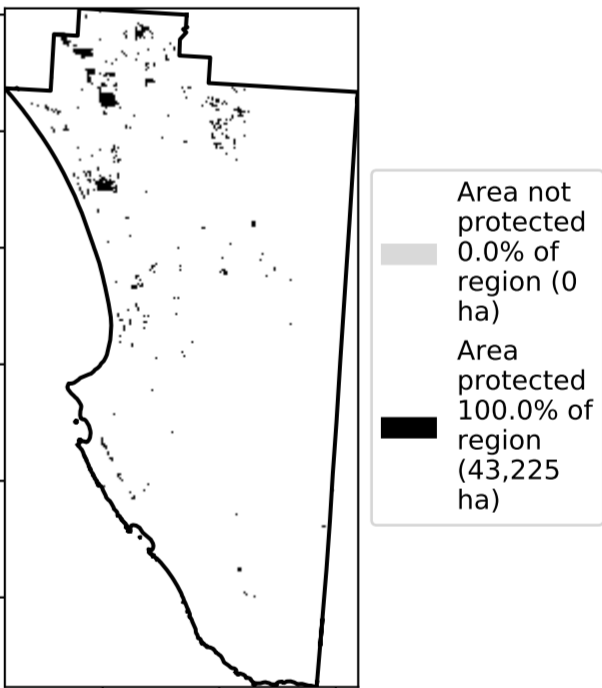 Area not
protected
0.0% of
region (0
ha)
Area
protected
100.0% of
region
(43,225
ha)